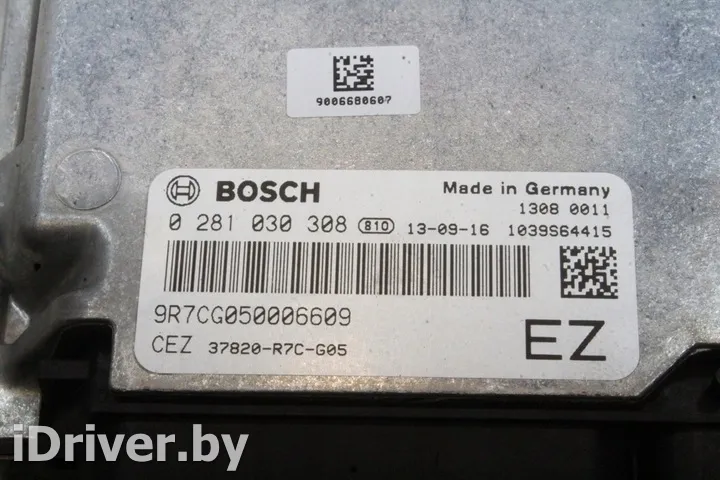 9006680607
BOSCH
Made in Germany
1308 0011
0 281 030 308 810 13-09-16 1039S64415
9R7CG050006609
CEZ 37820-R7C-G05
EZ
iDriver.by